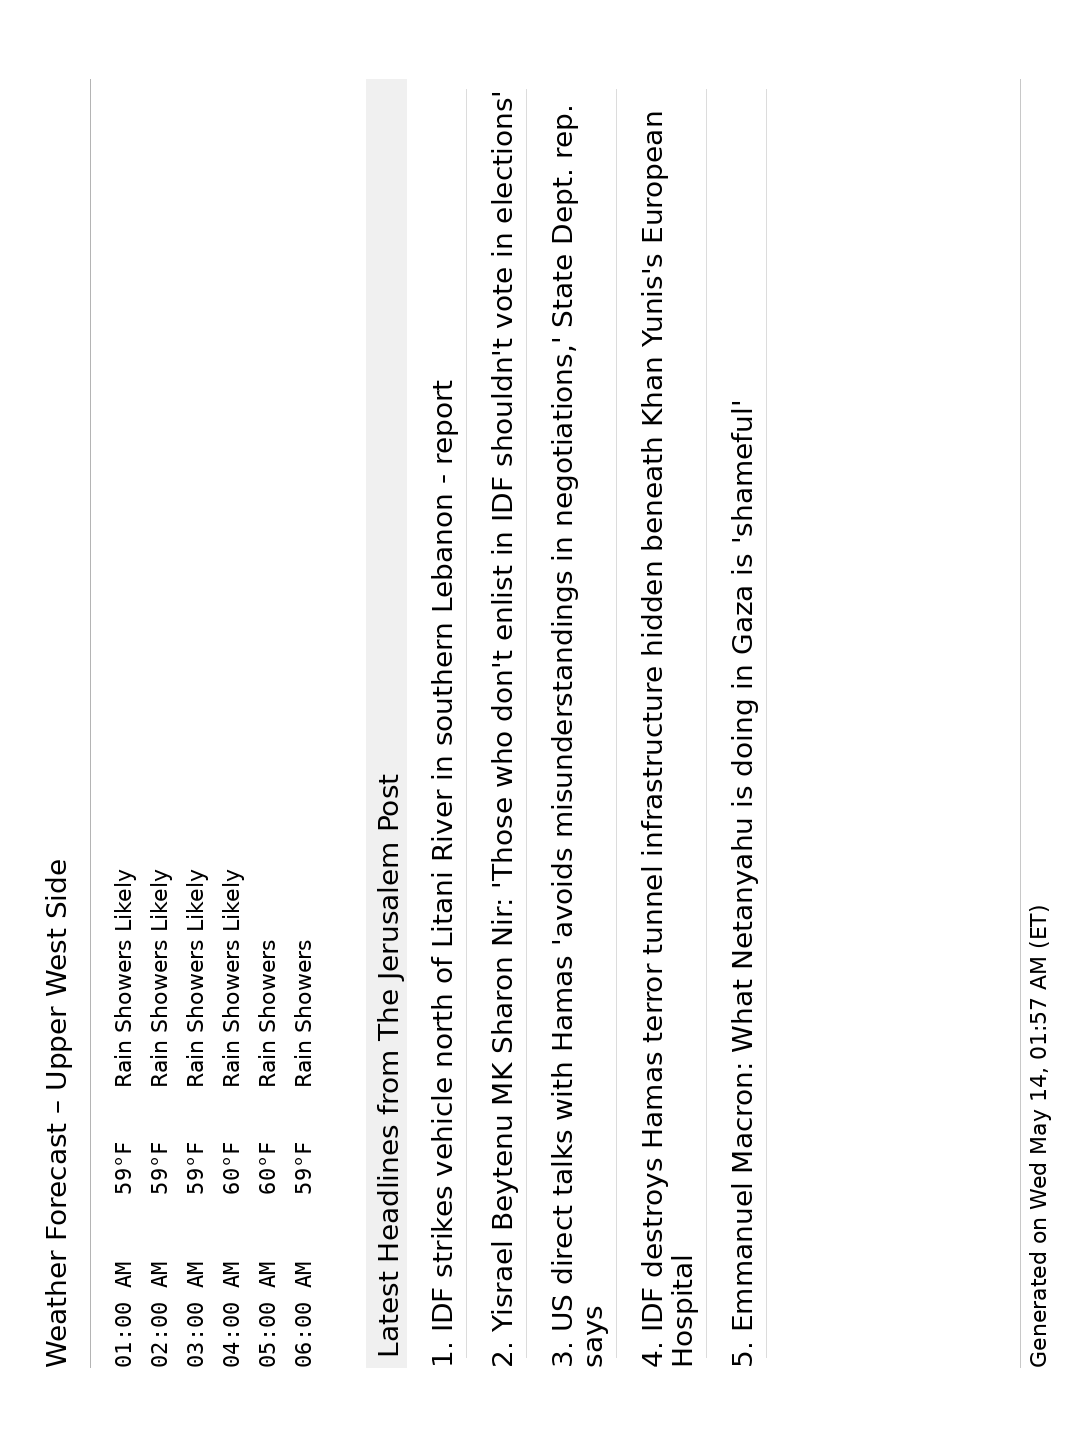 Weather Forecast – Upper West Side
01:00 AM 59°F Rain Showers Likely
02:00 AM 59°F Rain Showers Likely
03:00 AM 59°F Rain Showers Likely
04:00 AM 60°F Rain Showers Likely
05:00 AM 60°F Rain Showers
06:00 AM 59°F Rain Showers
Latest Headlines from The Jerusalem Post
1. IDF strikes vehicle north of Litani River in southern Lebanon - report
2. Yisrael Beytenu MK Sharon Nir: 'Those who don't enlist in IDF shouldn't vote in elections'
3. US direct talks with Hamas 'avoids misunderstandings in negotiations,' State Dept. rep.
says
4. IDF destroys Hamas terror tunnel infrastructure hidden beneath Khan Yunis's European
Hospital
5. Emmanuel Macron: What Netanyahu is doing in Gaza is 'shameful'
Generated on Wed May 14, 01:57 AM (ET)